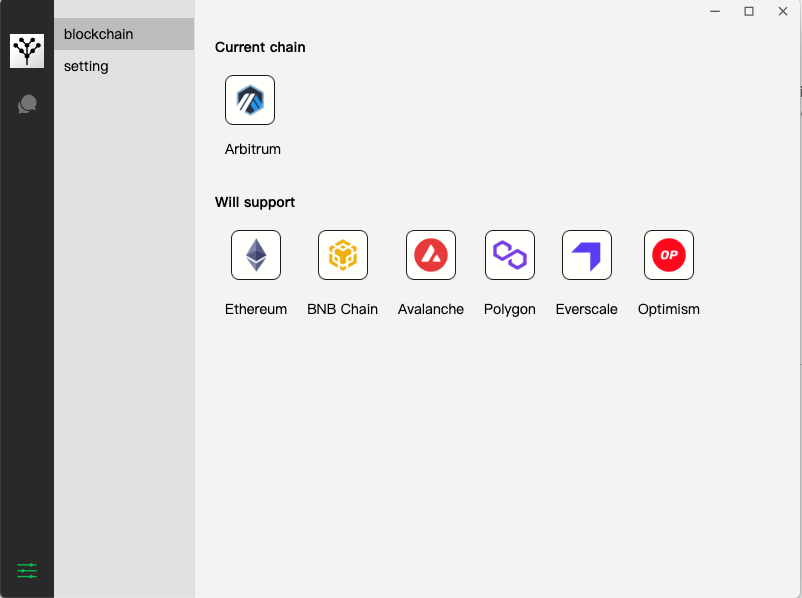 blockchain
setting
Current chain
Arbitrum
Will support
OP
Ethereum BNB Chain Avalanche Polygon Everscale Optimism